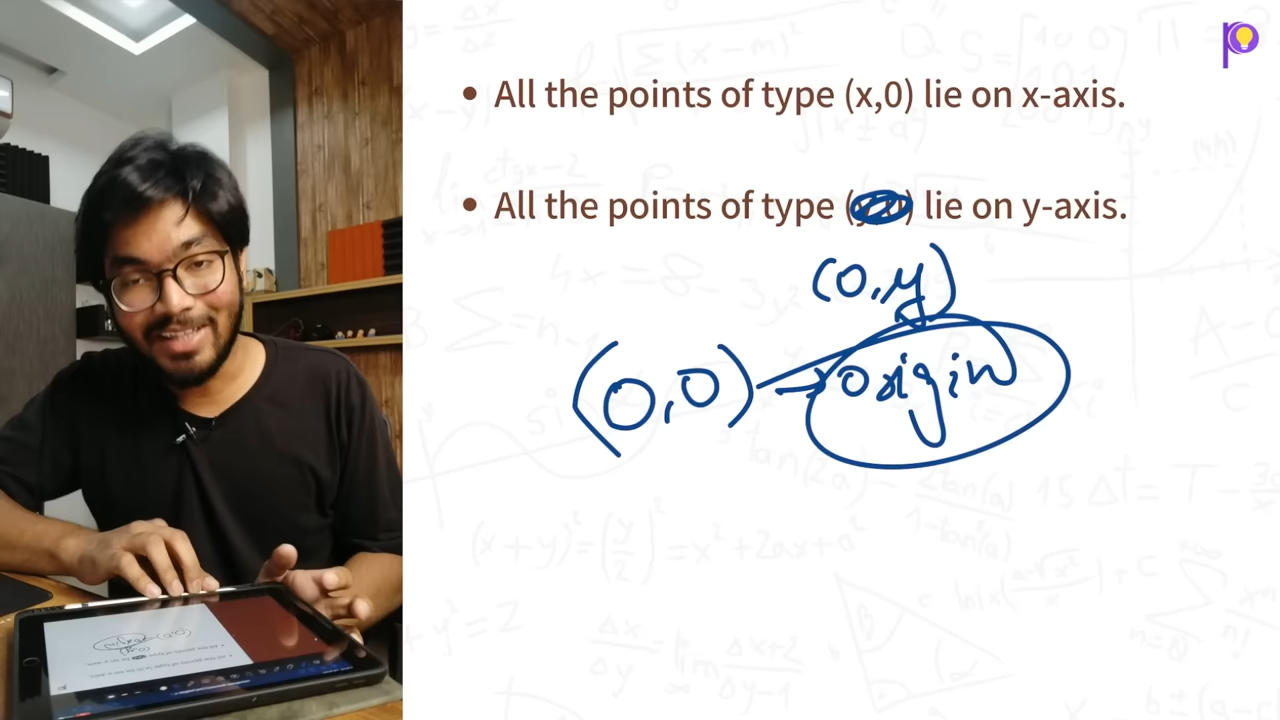 • All the points of type (x,0) lie on x-axis.
• All the points of type ( ) lie on y-axis.
(0,y)
(0,0) → origin